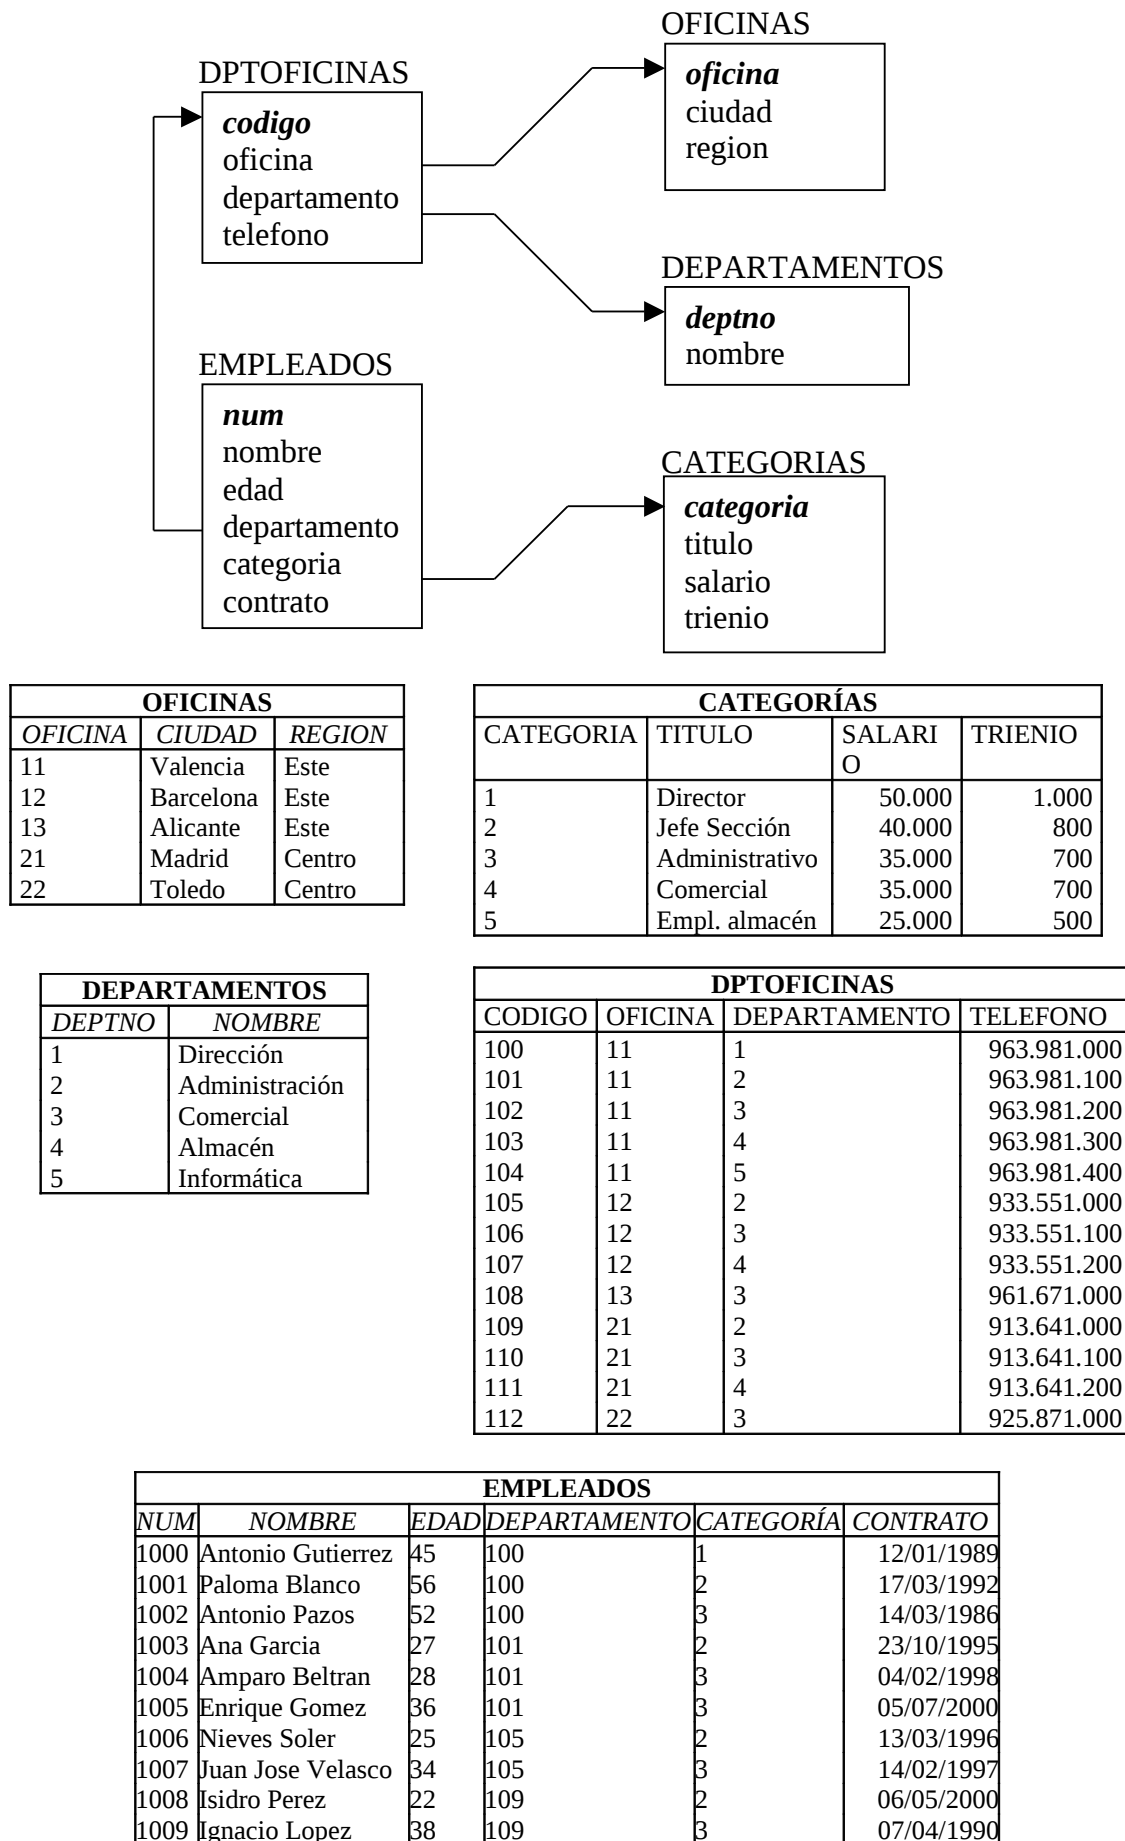 OFICINAS
oficina
ciudad
region
DPTOFICINAS
codigo
oficina
departamento
telefono
DEPARTAMENTOS
deptno
nombre
EMPLEADOS
num
nombre
edad
departamento
categoria
contrato
CATEGORIAS
categoria
titulo
salario
trienio
OFICINAS
OFICINA CIUDAD REGION
11 Valencia Este
12 Barcelona Este
13 Alicante Este
21 Madrid Centro
22 Toledo Centro
CATEGORÍAS
CATEGORIA TITULO SALARI TRIENIO
O
1 Director 50.000 1.000
2 Jefe Sección 40.000 800
3 Administrativo 35.000 700
4 Comercial 35.000 700
5 Empl. almacén 25.000 500
DEPARTAMENTOS
DEPTNO NOMBRE
1 Dirección
2 Administración
3 Comercial
4 Almacén
5 Informática
DPTOFICINAS
CODIGO OFICINA DEPARTAMENTO TELEFONO
100 11 1 963.981.000
101 11 2 963.981.100
102 11 3 963.981.200
103 11 4 963.981.300
104 11 5 963.981.400
105 12 2 933.551.000
106 12 3 933.551.100
107 12 4 933.551.200
108 13 3 961.671.000
109 21 2 913.641.000
110 21 3 913.641.100
111 21 4 913.641.200
112 22 3 925.871.000
EMPLEADOS
NUM NOMBRE EDAD DEPARTAMENTO CATEGORÍA CONTRATO
1000 Antonio Gutierrez 45 100 1 12/01/1989
1001 Paloma Blanco 56 100 2 17/03/1992
1002 Antonio Pazos 52 100 3 14/03/1986
1003 Ana Garcia 27 101 2 23/10/1995
1004 Amparo Beltran 28 101 3 04/02/1998
1005 Enrique Gomez 36 101 3 05/07/2000
1006 Nieves Soler 25 105 2 13/03/1996
1007 Juan Jose Velasco 34 105 3 14/02/1997
1008 Isidro Perez 22 109 2 06/05/2000
1009 Ignacio Lopez 38 109 3 07/04/1990